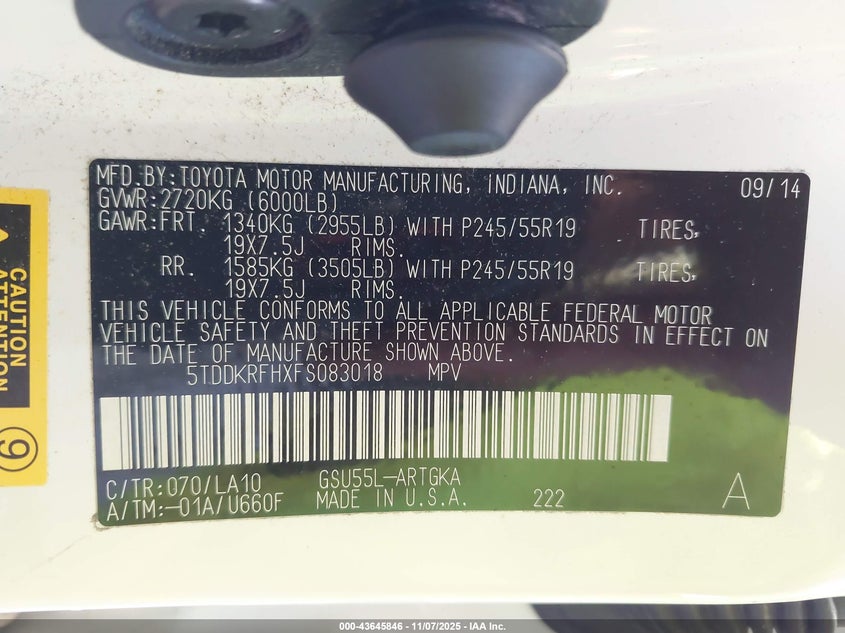 MFD.BY:TOYOTA MOTOR MANUFACTURING, INDIANA, INC. 09/14
GVWR:2720KG (6000LB)
GAWR:FRT. 1340KG (2955LB) WITH P245/55R19 TIRES,
19X7.5J RIMS.
RR. 1585KG (3505LB) WITH P245/55R19 TIRES,
19X7.5J RIMS.
THIS VEHICLE CONFORMS TO ALL APPLICABLE FEDERAL MOTOR
VEHICLE SAFETY AND THEFT PREVENTION STANDARDS IN EFFECT ON
THE DATE OF MANUFACTURE SHOWN ABOVE.
5TDDKRFHXFS083018 MPV
C/TR:070/LA10 GSU55L-ARTGKA
A/TM:-01A/U660F MADE IN U.S.A. 222 A
CAUTION
ATTENTION
9
000-43645846 - 11/07/2025 - IAA Inc.